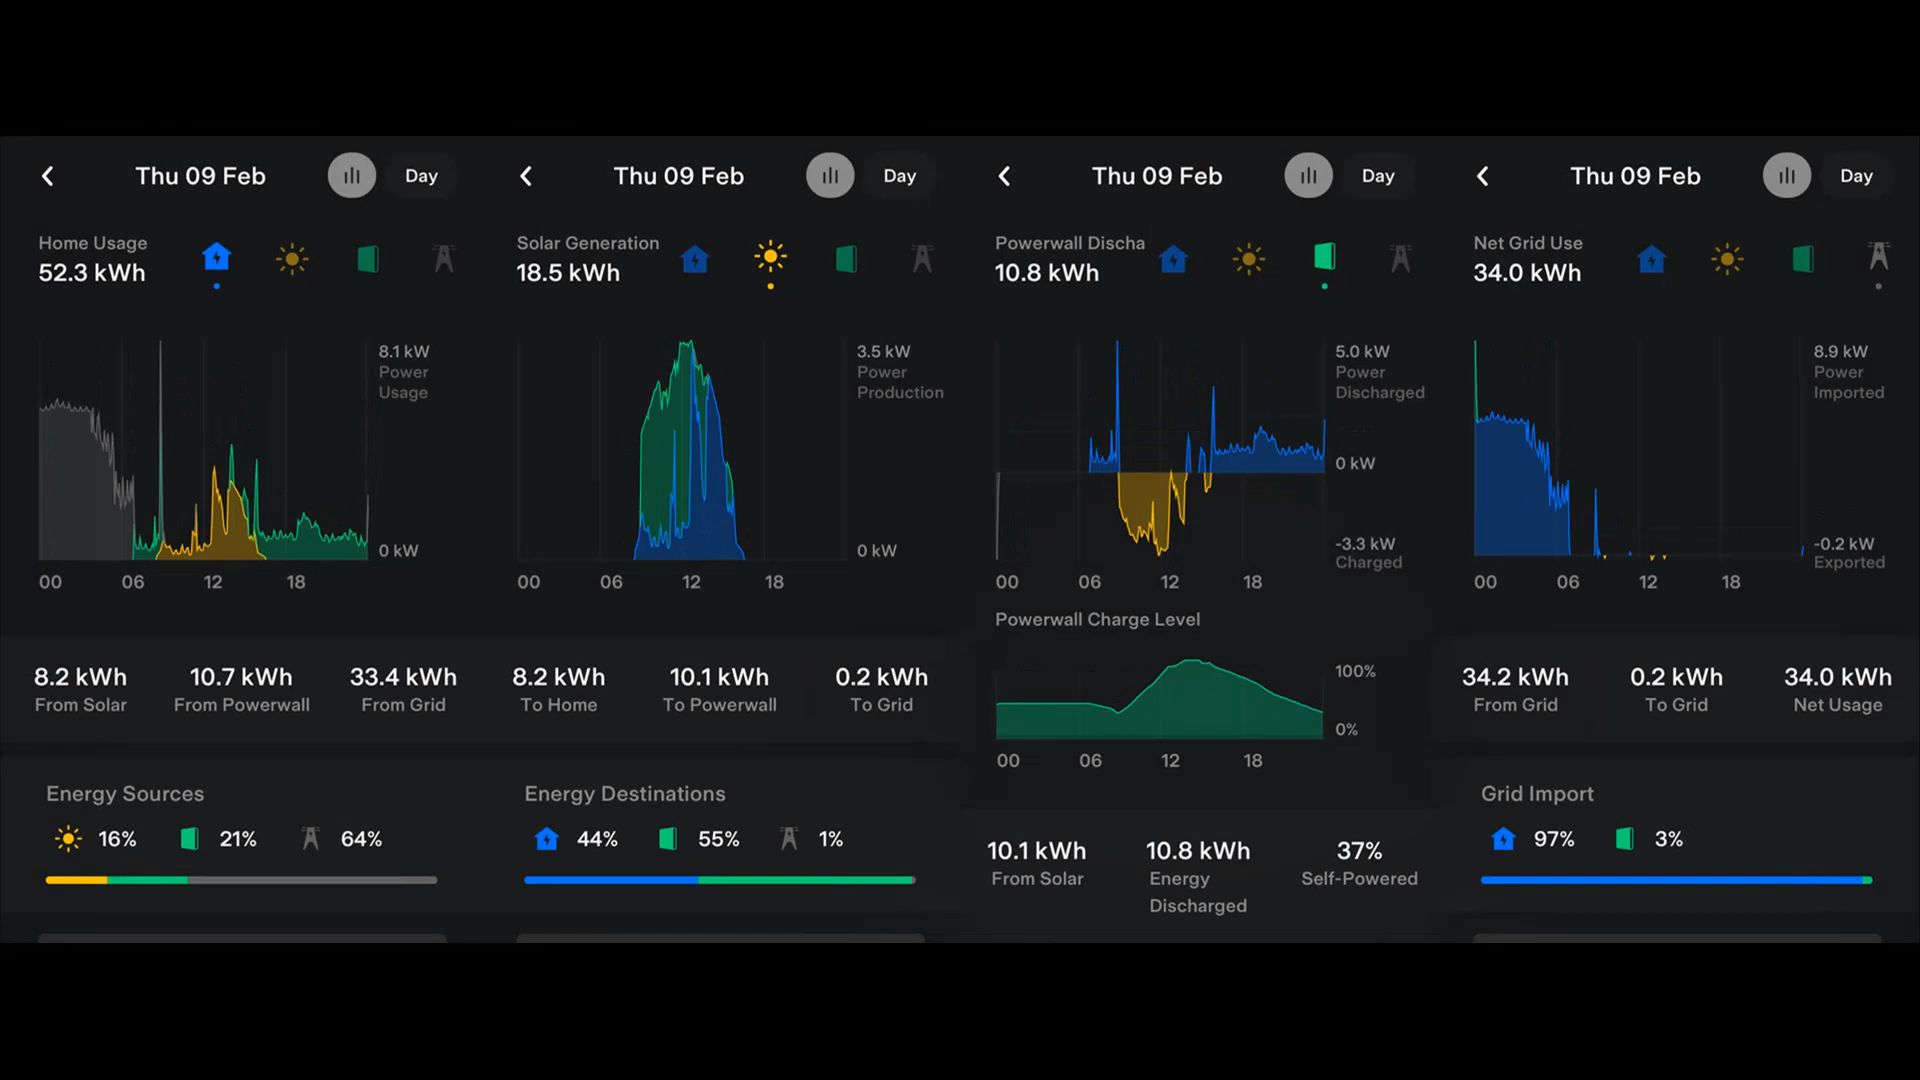 Thu 09 Feb
Day
Home Usage
52.3 kWh
8.1 kW
Power
Usage
0 kW
00 06 12 18
8.2 kWh 10.7 kWh 33.4 kWh
From Solar From Powerwall From Grid
Energy Sources
16% 21% 64%
Thu 09 Feb
Day
Solar Generation
18.5 kWh
3.5 kW
Power
Production
0 kW
00 06 12 18
8.2 kWh 10.1 kWh 0.2 kWh
To Home To Powerwall To Grid
Energy Destinations
44% 55% 1%
Thu 09 Feb
Day
Powerwall Discha
10.8 kWh
5.0 kW
Power
Discharged
0 kW
-3.3 kW
Charged
00 06 12 18
Powerwall Charge Level
100%
0%
00 06 12 18
10.1 kWh 10.8 kWh 37%
From Solar Energy Self-Powered
Discharged
Thu 09 Feb
Day
Net Grid Use
34.0 kWh
8.9 kW
Power
Imported
-0.2 kW
Exported
00 06 12 18
34.2 kWh 0.2 kWh 34.0 kWh
From Grid To Grid Net Usage
Grid Import
97% 3%